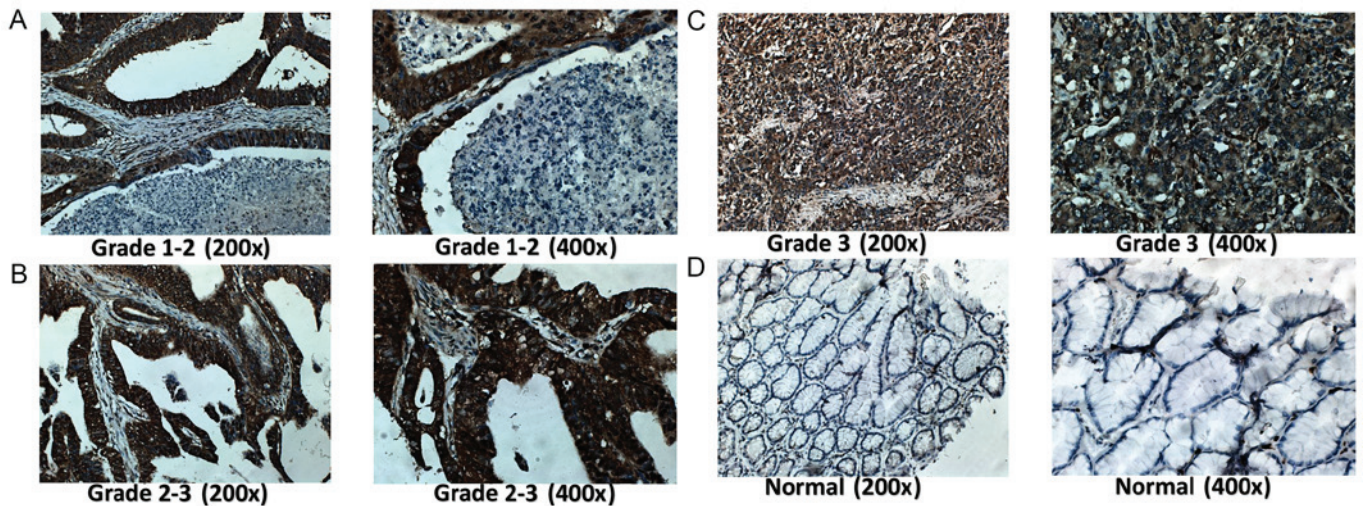 A
Grade 1-2 (200x)
Grade 1-2 (400x)
B
Grade 2-3 (200x)
Grade 2-3 (400x)
C
Grade 3 (200x)
Grade 3 (400x)
D
Normal (200x)
Normal (400x)